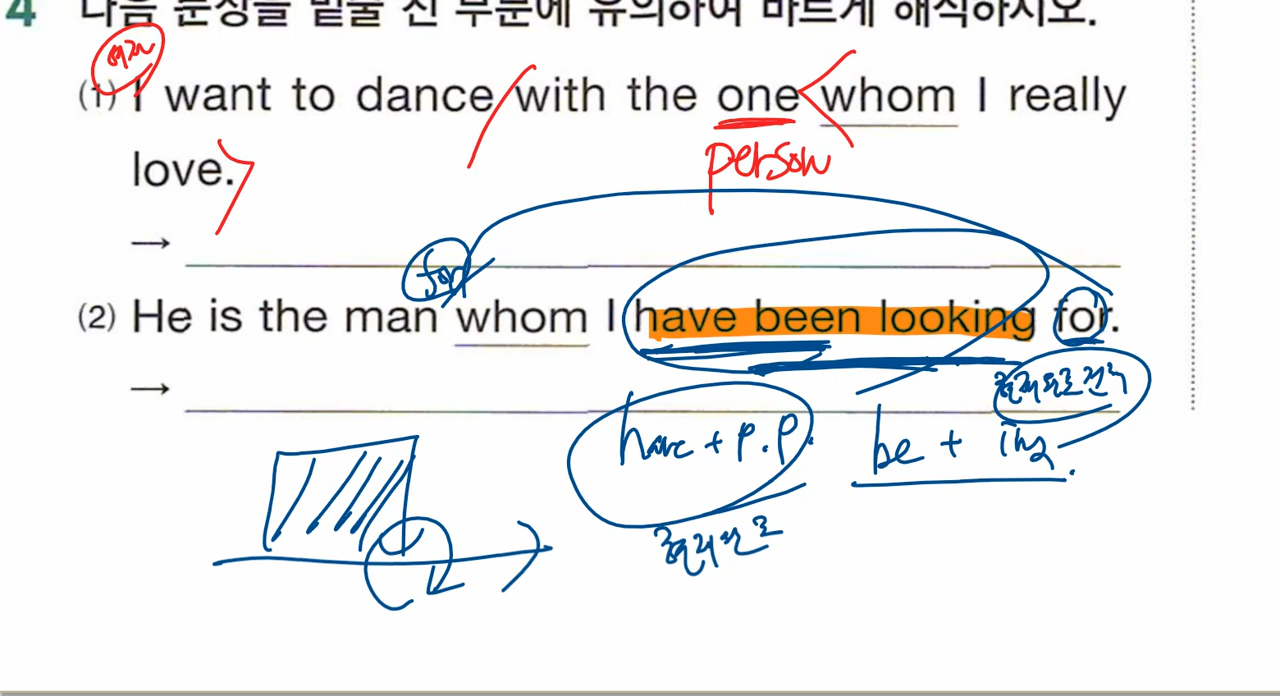 4 다음 문장을 밑줄 친 부분에 유의하여 바르게 해석하시오.
여자
(1) I want to dance with the one whom I really
person
love.
→
for
(2) He is the man whom I have been looking for.
→
현재완료진행
have + p.p. be + ing.
현재완료